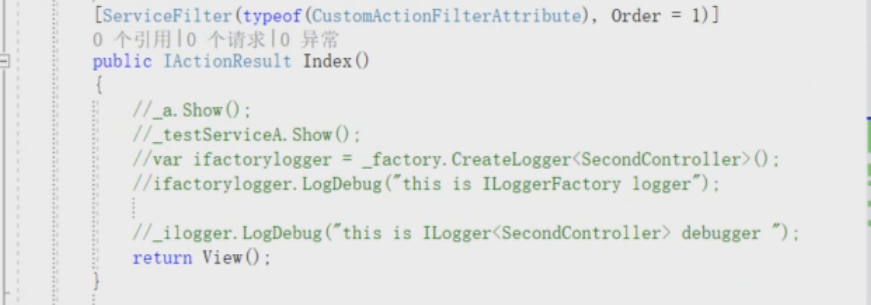 [ServiceFilter(typeof(CustomActionFilterAttribute), Order = 1)]
0 个引用|0 个请求|0 异常
public IActionResult Index()
{
//_a.Show();
//_testServiceA.Show();
//var ifactorylogger = _factory.CreateLogger<SecondController>();
//ifactorylogger.LogDebug("this is ILoggerFactory logger");
//_ilogger.LogDebug("this is ILogger<SecondController> debugger ");
return View();
}